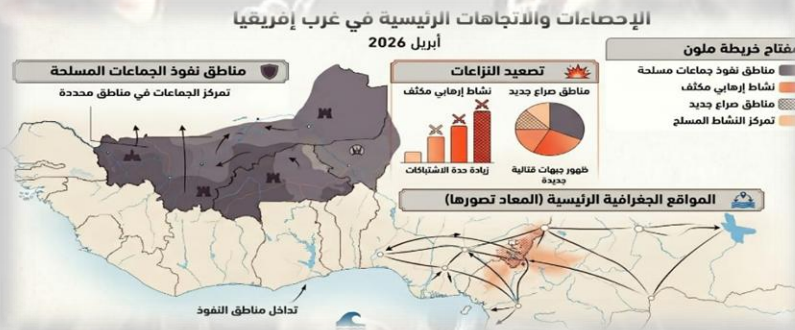 الإحصاءات والاتجاهات الرئيسية في غرب إفريقيا
أبريل 2026
مفتاح خريطة ملون
مناطق نفوذ جماعات مسلحة
نشاط إرهابي مكثف
مناطق صراع جديد
تمركز النشاط المسلح
مناطق نفوذ الجماعات المسلحة
تمركز الجماعات في مناطق محددة
تصعيد النزاعات
مناطق صراع جديد
نشاط إرهابي مكثف
ظهور جبهات قتالية
جديدة
زيادة حدة الاشتباكات
المواقع الجغرافية الرئيسية (المعاد تصورها)
تداخل مناطق النفوذ